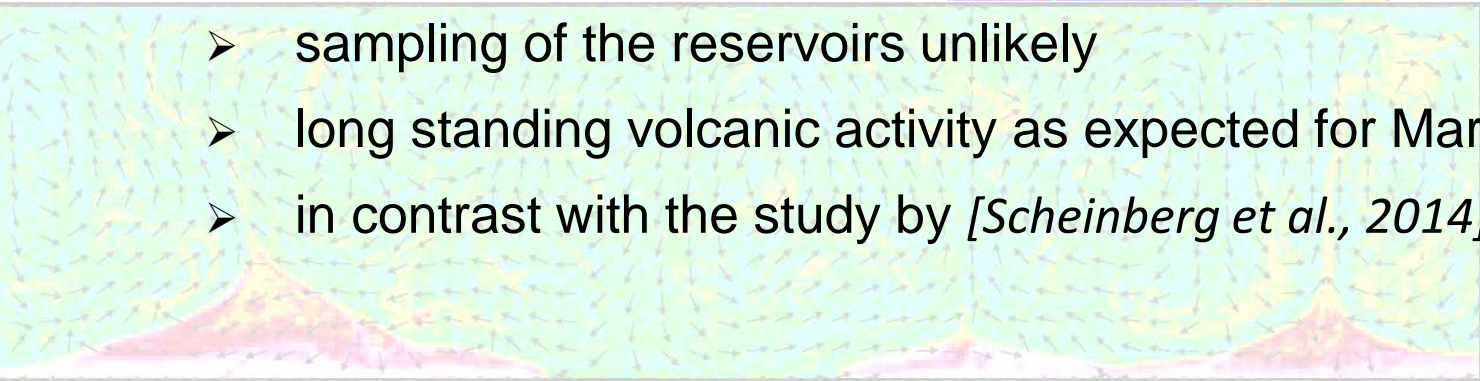 ➢ sampling of the reservoirs unlikely
➢ long standing volcanic activity as expected for Mar
➢ in contrast with the study by [Scheinberg et al., 2014]